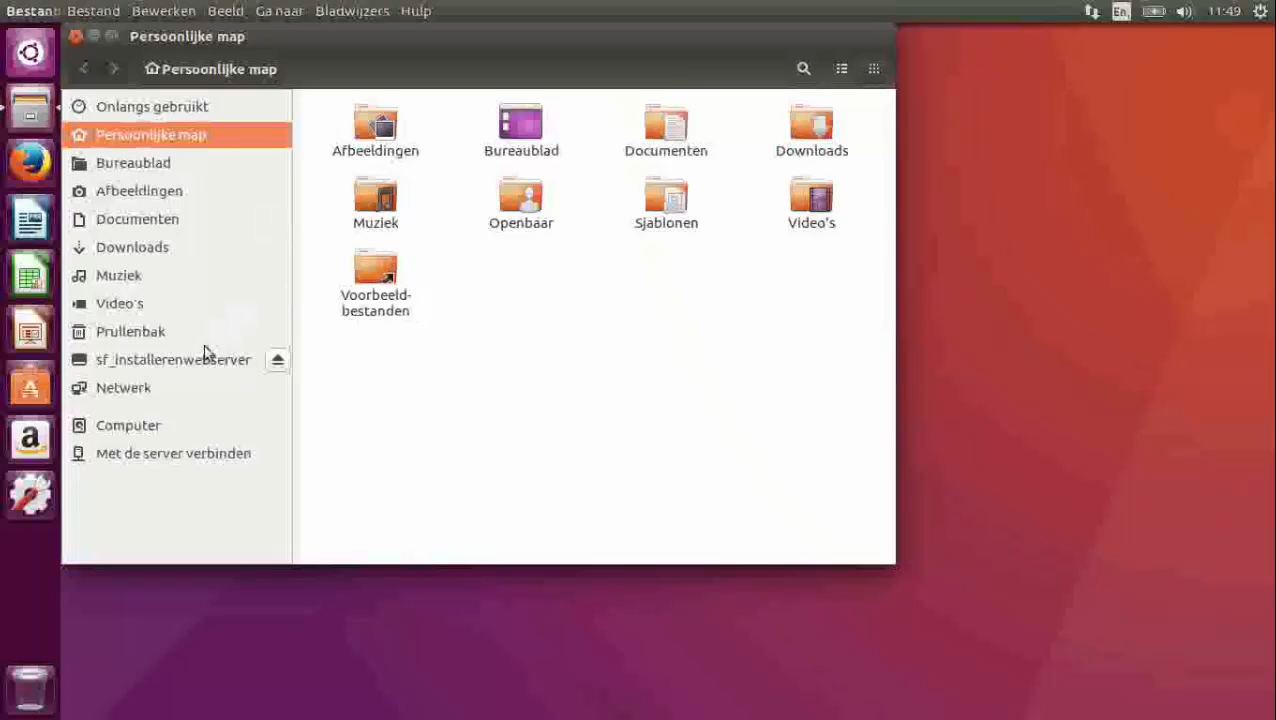 Bestan Bestand Bewerken Beeld Ga naar Bladwijzers Hulp En 11:49
Persoonlijke map
Persoonlijke map
Onlangs gebruikt
Persoonlijke map
Bureaublad
Afbeeldingen
Documenten
Downloads
Muziek
Video's
Prullenbak
sf_installerenwebserver
Netwerk
Computer
Met de server verbinden
Afbeeldingen Bureaublad Documenten Downloads
Muziek Openbaar Sjablonen Video's
Voorbeeld-
bestanden